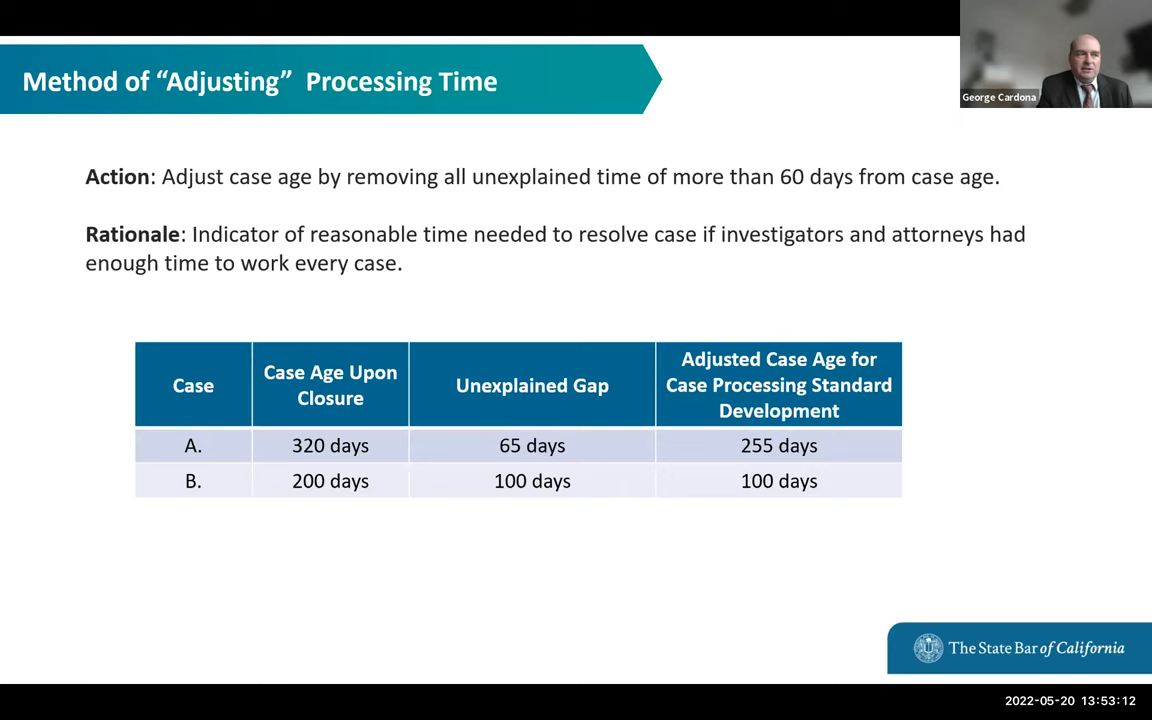 Method of “Adjusting” Processing Time
George Cardona
Action: Adjust case age by removing all unexplained time of more than 60 days from case age.
Rationale: Indicator of reasonable time needed to resolve case if investigators and attorneys had
enough time to work every case.
Case
Case Age Upon
Closure
Unexplained Gap
Adjusted Case Age for
Case Processing Standard
Development
A. 320 days 65 days 255 days
B. 200 days 100 days 100 days
The State Bar of California
2022-05-20 13:53:12